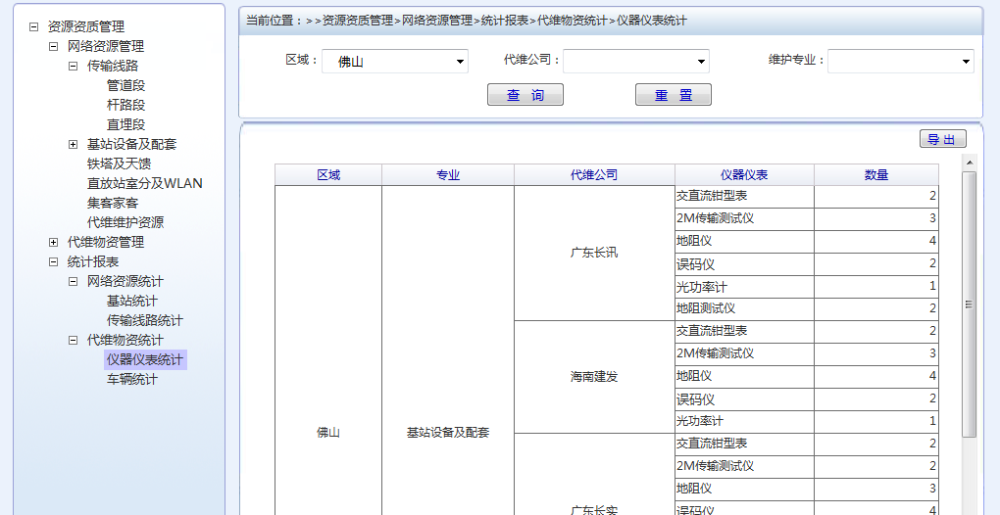 资源资质管理
网络资源管理
传输线路
管道段
杆路段
直埋段
基站设备及配套
铁塔及天馈
直放站室分及WLAN
集客家客
代维维护资源
代维物资管理
统计报表
网络资源统计
基站统计
传输线路统计
代维物资统计
仪器仪表统计
车辆统计
当前位置：>>资源资质管理>网络资源管理>统计报表>代维物资统计>仪器仪表统计
区域： 佛山 代维公司： 维护专业：
查 询 重 置
导 出
区域 专业 代维公司 仪器仪表 数量
交直流钳型表 2
2M传输测试仪 3
地阻仪 4
广东长讯
误码仪 2
光功率计 1
地阻测试仪 2
交直流钳型表 2
2M传输测试仪 3
海南建发 地阻仪 4
误码仪 2
光功率计 1
佛山 基站设备及配套
交直流钳型表 2
2M传输测试仪 2
地阻仪 3
广东长实 误码仪 4